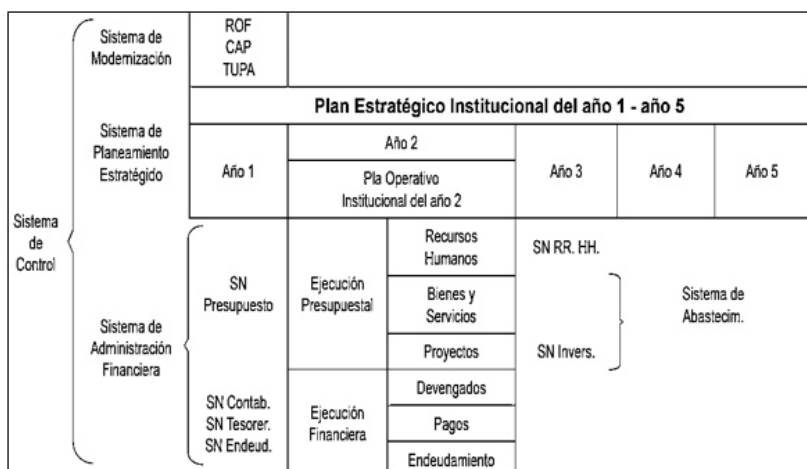 Sistema
de
Control
Sistema de
Modernización
ROF
CAP
TUPA
Sistema de
Planeamiento
Estratégido
Plan Estratégico Institucional del año 1 - año 5
Año 1
Año 2
Pla Operativo
Institucional del año 2
Año 3
Año 4
Año 5
Sistema de
Administración
Financiera
SN
Presupuesto
SN Contab.
SN Tesorer.
SN Endeud.
Ejecución
Presupuestal
Recursos
Humanos
Bienes y
Servicios
Proyectos
SN RR. HH.
SN Invers.
Sistema de
Abastecim.
Ejecución
Financiera
Devengados
Pagos
Endeudamiento